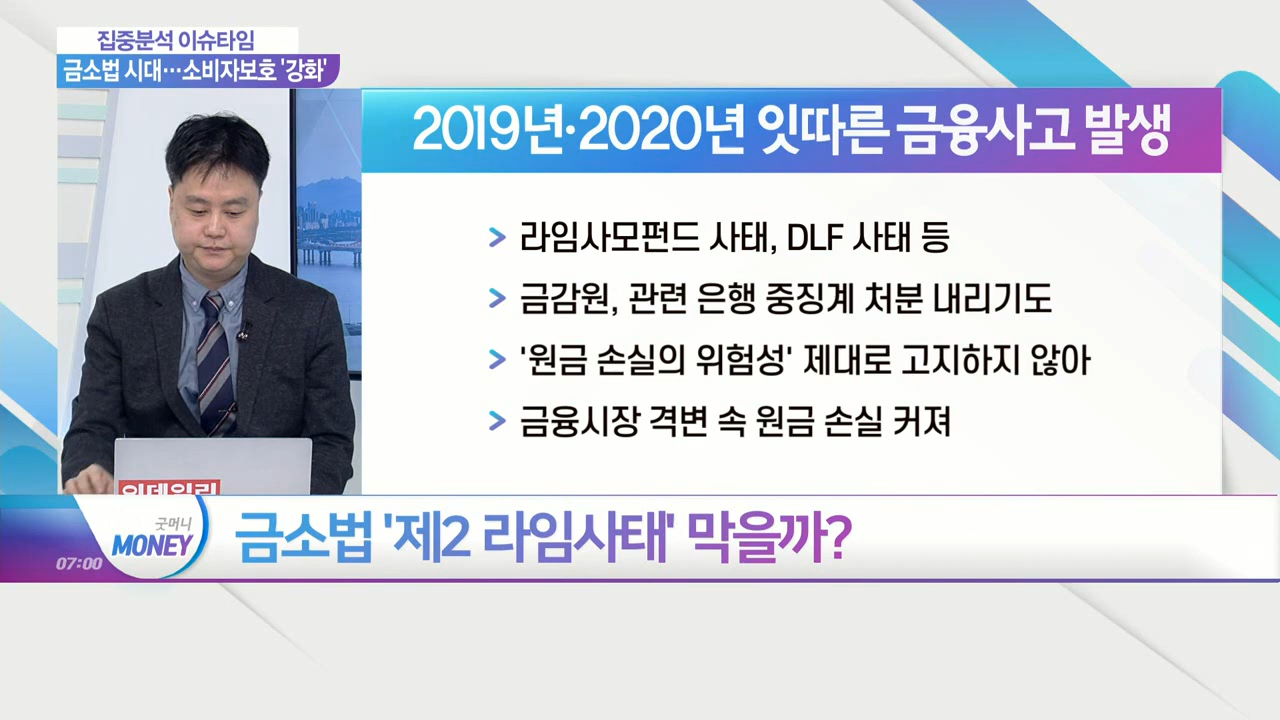 집중분석 이슈타임
금소법 시대…소비자보호 '강화'
2019년·2020년 잇따른 금융사고 발생
> 라임사모펀드 사태, DLF 사태 등
> 금감원, 관련 은행 중징계 처분 내리기도
> '원금 손실의 위험성' 제대로 고지하지 않아
> 금융시장 격변 속 원금 손실 커져
굿머니
MONEY
07:00
금소법 '제2 라임사태' 막을까?